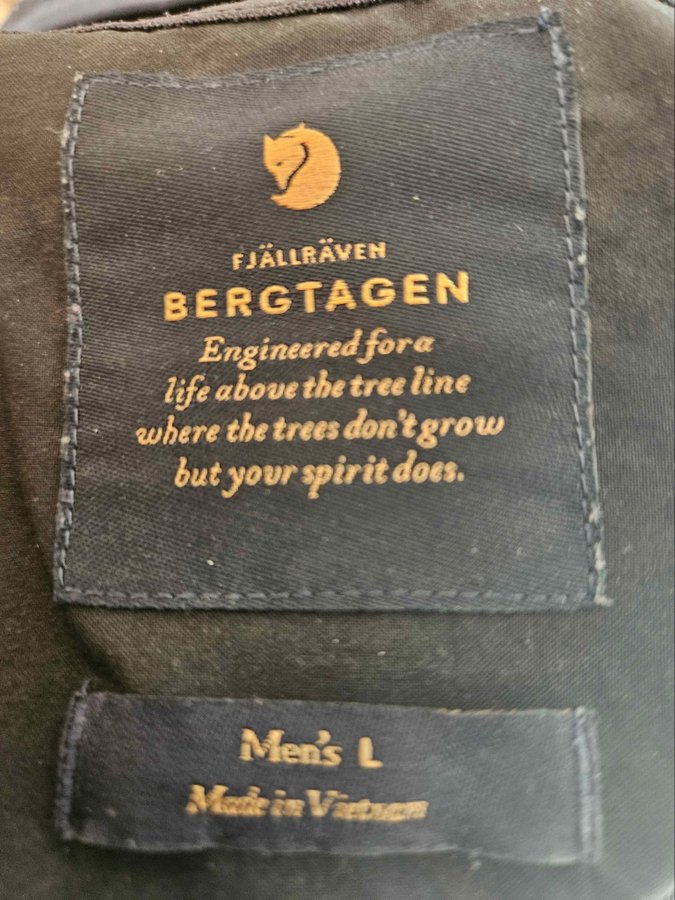 FJÄLLRÄVEN
BERGTAGEN
Engineered for a
life above the tree line
where the trees don't grow
but your spirit does.
Men's L
Made in Vietnam